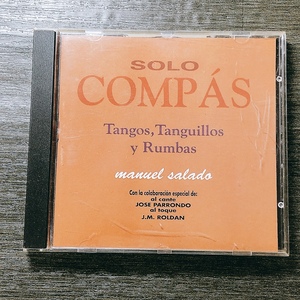 SOLO
COMPÁS
Tangos, Tanguillos
y Rumbas
manuel salado
Con la colaboración especial de:
al cante
JOSE PARRONDO
al toque
J.M. ROLDAN